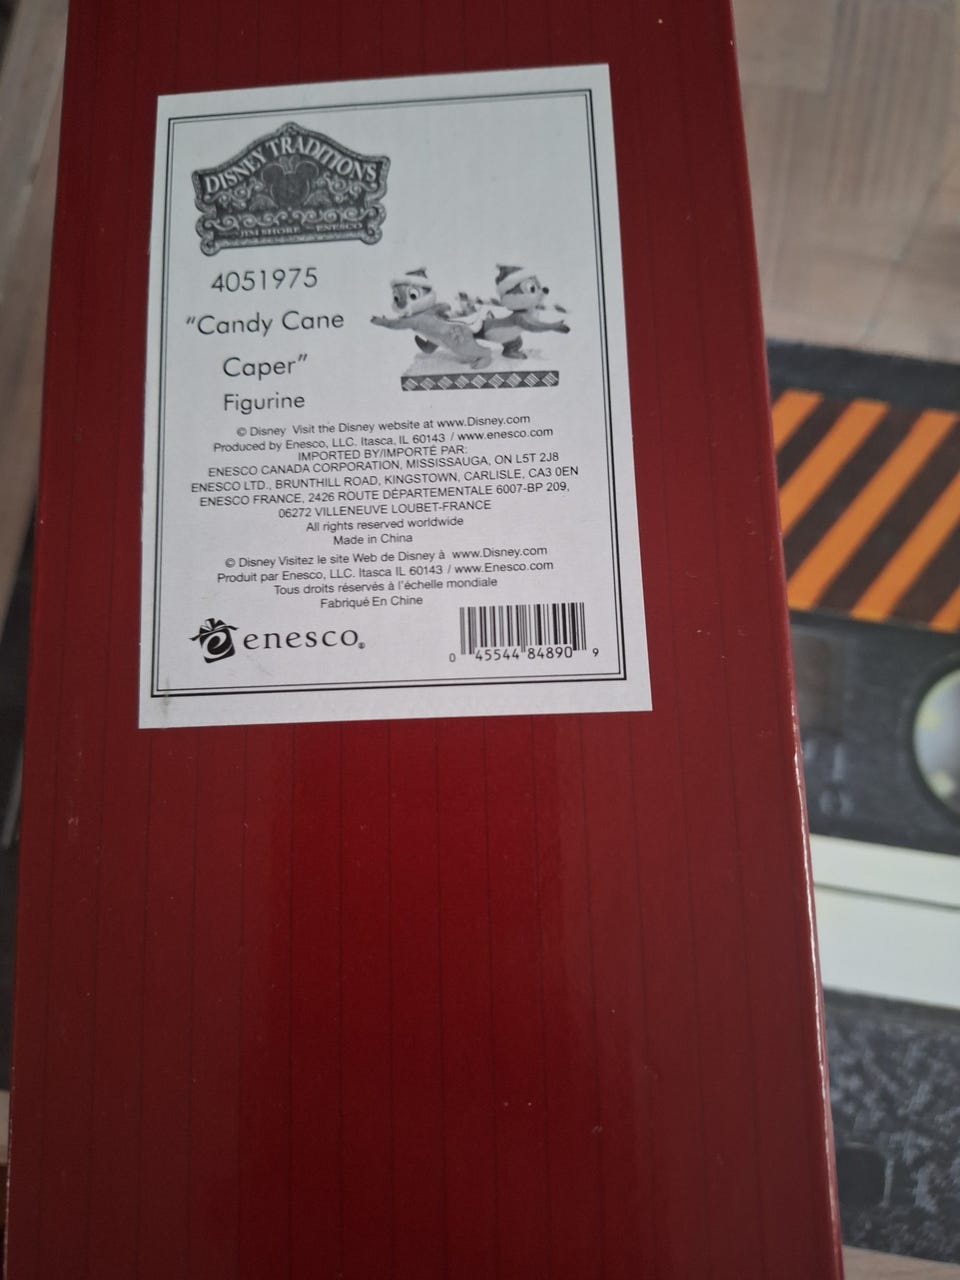 DISNEY TRADITIONS
JIM SHORE ENESCO
4051975
"Candy Cane
Caper"
Figurine
© Disney Visit the Disney website at www.Disney.com
Produced by Enesco, LLC. Itasca, IL 60143 / www.enesco.com
IMPORTED BY/IMPORTÉ PAR:
ENESCO CANADA CORPORATION, MISSISSAUGA, ON L5T 2J8
ENESCO LTD., BRUNTHILL ROAD, KINGSTOWN, CARLISLE, CA3 0EN
ENESCO FRANCE, 2426 ROUTE DÉPARTEMENTALE 6007-BP 209,
06272 VILLENEUVE LOUBET-FRANCE
All rights reserved worldwide
Made in China
© Disney Visitez le site Web de Disney à www.Disney.com
Produit par Enesco, LLC. Itasca IL 60143 / www.Enesco.com
Tous droits réservés à l'échelle mondiale
Fabriqué En Chine
enesco®
0 45544 84890 9